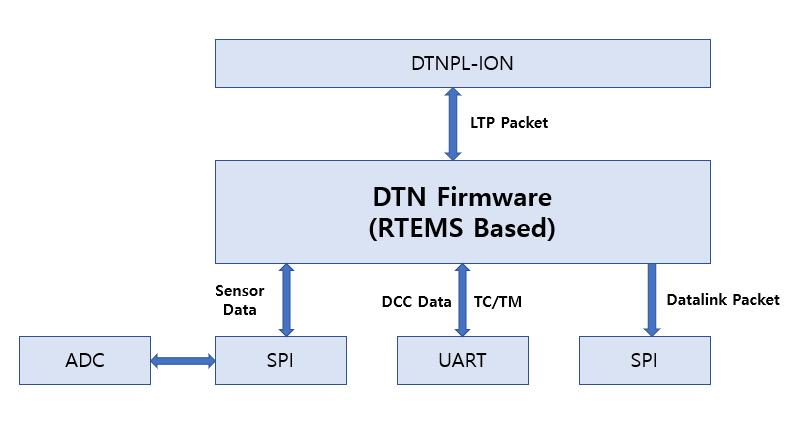 DTNPL-ION
LTP Packet
DTN Firmware
(RTEMS Based)
Sensor
Data
DCC Data
TC/TM
Datalink Packet
ADC
SPI
UART
SPI